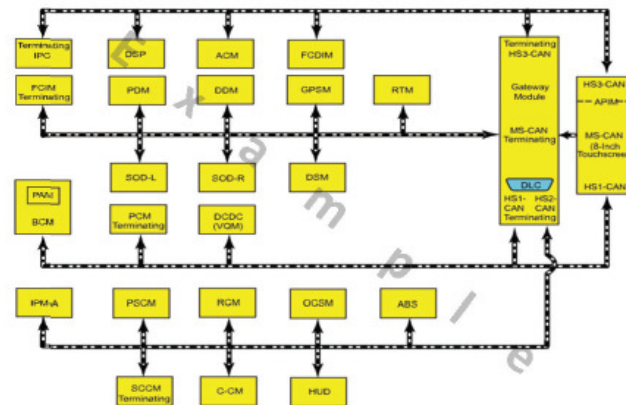 Terminating
IPC
DSP
ACM
FCDIM
Terminating
HS3-CAN
Gateway
Module
MS-CAN
Terminating
DLC
HS1-
CAN
HS2-
CAN
Terminating
HS3-CAN
APIM
MS-CAN
(8-Inch
Touchscreen)
HS1-CAN
FCIM
Terminating
PDM
DDM
GPSM
RTM
SOD-L
SOD-R
DSM
PAM
BCM
PCM
Terminating
DCDC
(VQM)
IPM-A
PSCM
RCM
OCSM
ABS
SCCM
Terminating
C-CM
HUD
Example